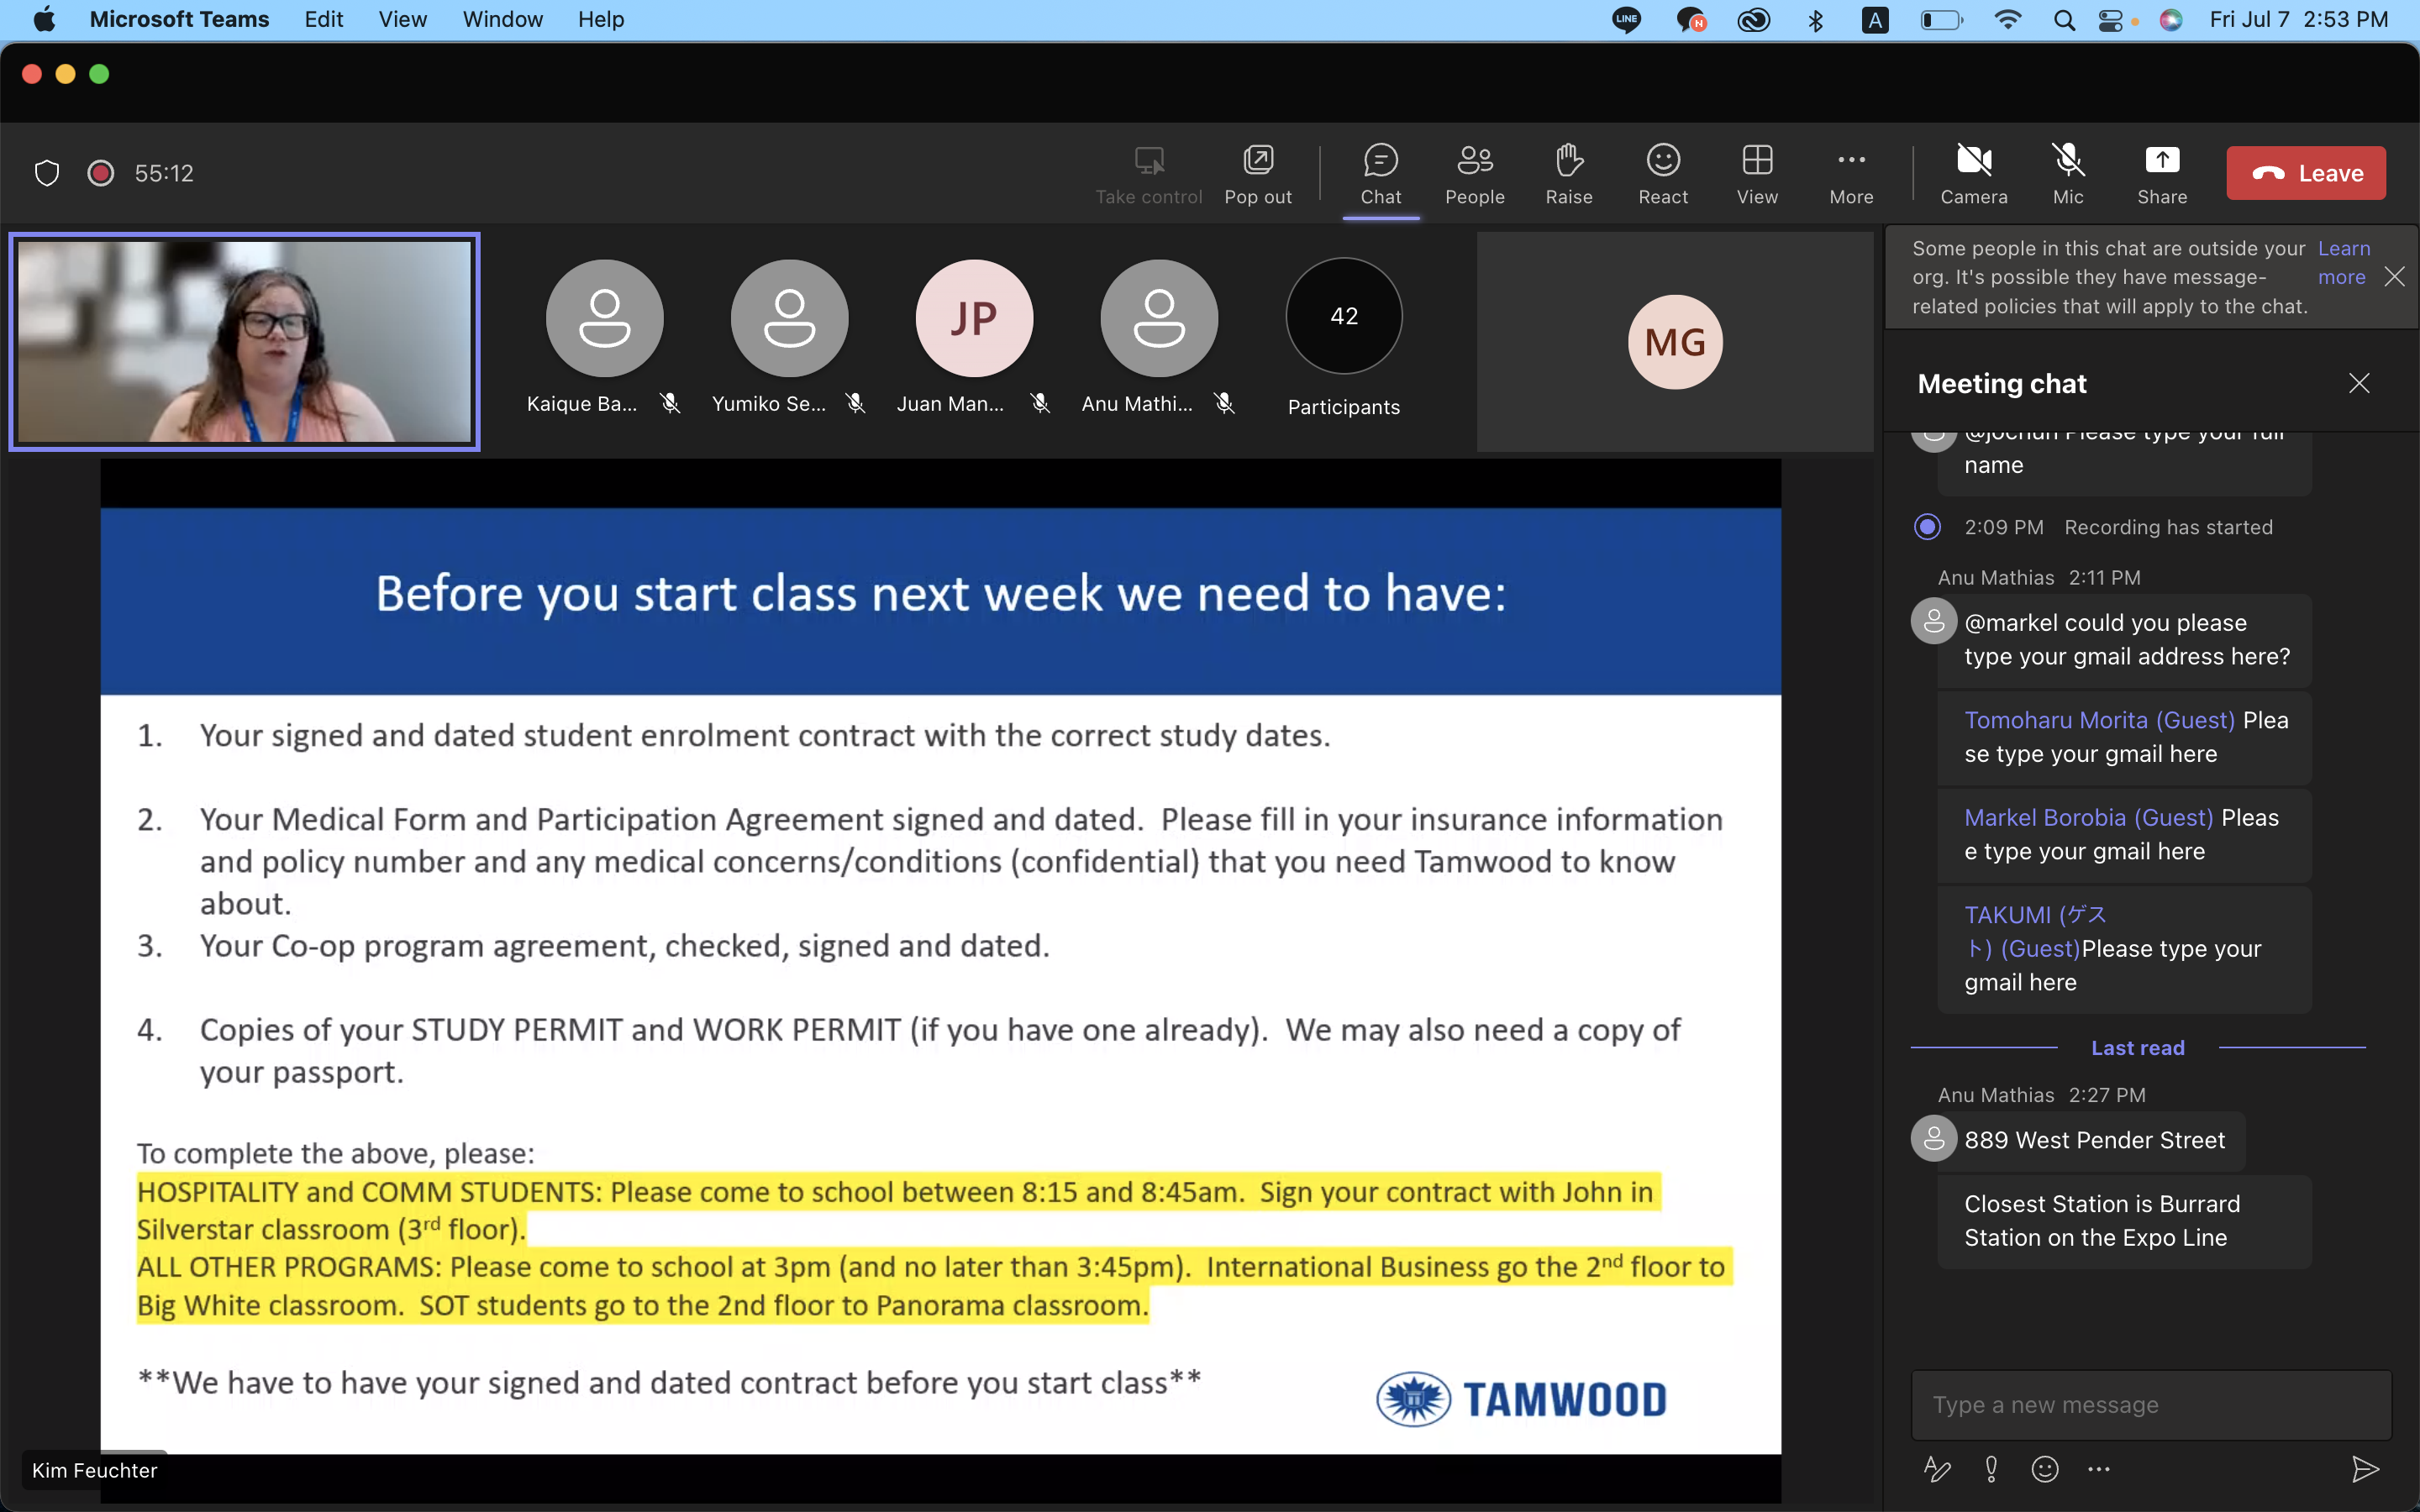 Microsoft Teams Edit View Window Help
LINE N A Fri Jul 7 2:53 PM
55:12
Take control Pop out Chat People Raise React View More Camera Mic Share Leave
Kaique Ba... Yumiko Se... JP Juan Man... Anu Mathi... 42 Participants
MG
Some people in this chat are outside your
org. It's possible they have message-
related policies that will apply to the chat.
Learn
more
Meeting chat
@jochun Please type your full
name
2:09 PM Recording has started
Anu Mathias 2:11 PM
@markel could you please
type your gmail address here?
Tomoharu Morita (Guest) Plea
se type your gmail here
Markel Borobia (Guest) Pleas
e type your gmail here
TAKUMI (ゲス
ト) (Guest)Please type your
gmail here
Last read
Anu Mathias 2:27 PM
889 West Pender Street
Closest Station is Burrard
Station on the Expo Line
Type a new message
Before you start class next week we need to have:
1. Your signed and dated student enrolment contract with the correct study dates.
2. Your Medical Form and Participation Agreement signed and dated. Please fill in your insurance information
and policy number and any medical concerns/conditions (confidential) that you need Tamwood to know
about.
3. Your Co-op program agreement, checked, signed and dated.
4. Copies of your STUDY PERMIT and WORK PERMIT (if you have one already). We may also need a copy of
your passport.
To complete the above, please:
HOSPITALITY and COMM STUDENTS: Please come to school between 8:15 and 8:45am. Sign your contract with John in
Silverstar classroom (3rd floor).
ALL OTHER PROGRAMS: Please come to school at 3pm (and no later than 3:45pm). International Business go the 2nd floor to
Big White classroom. SOT students go to the 2nd floor to Panorama classroom.
**We have to have your signed and dated contract before you start class**
TAMWOOD
Kim Feuchter